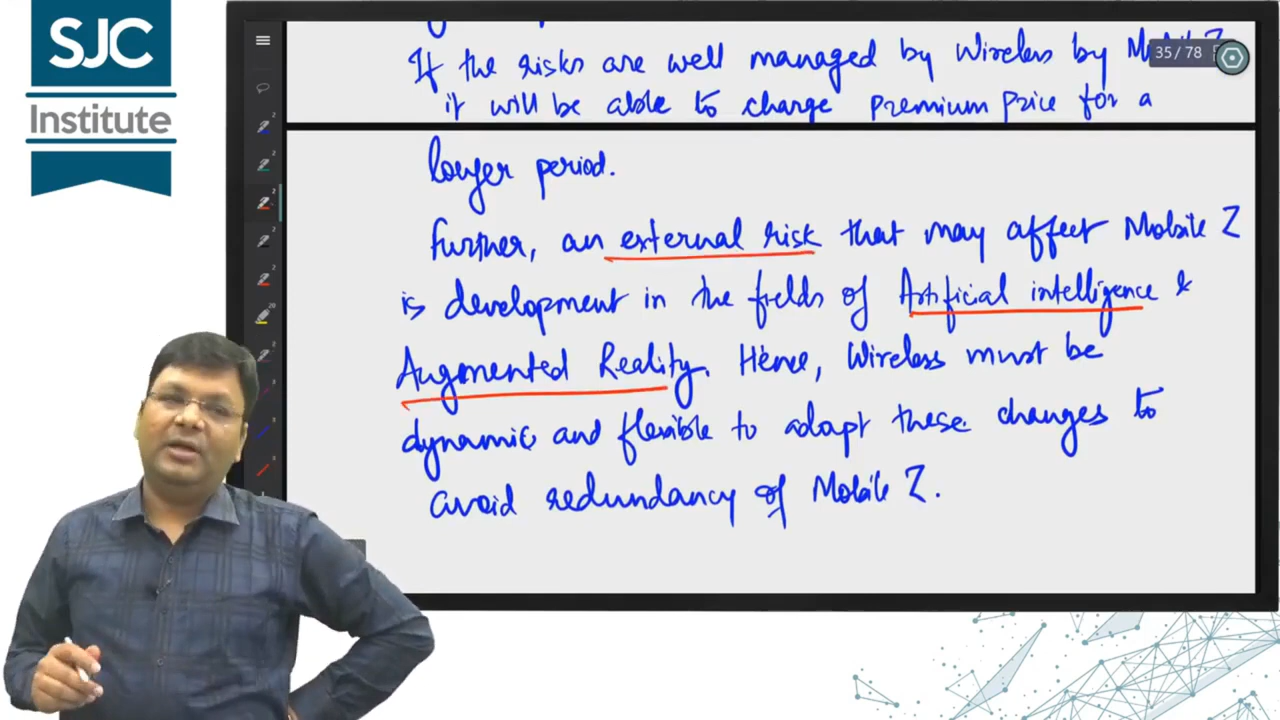 SJC
Institute
35 / 78
If the risks are well managed by Wireless by Mobile Z
it will be able to charge premium price for a
longer period.
Further, an external risk that may affect Mobile Z
is development in the fields of Artificial intelligence &
Augmented Reality. Hence, Wireless must be
dynamic and flexible to adapt these changes to
avoid redundancy of Mobile Z.